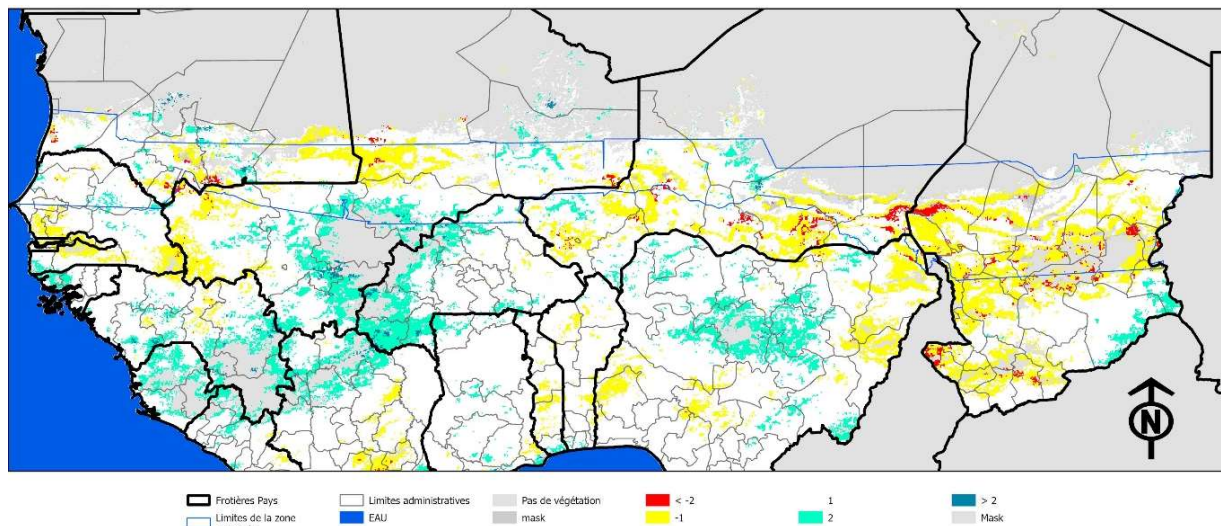 N
Frotières Pays
Limites administratives
Pas de végétation
< -2
1
> 2
Limites de la zone
EAU
mask
-1
2
Mask